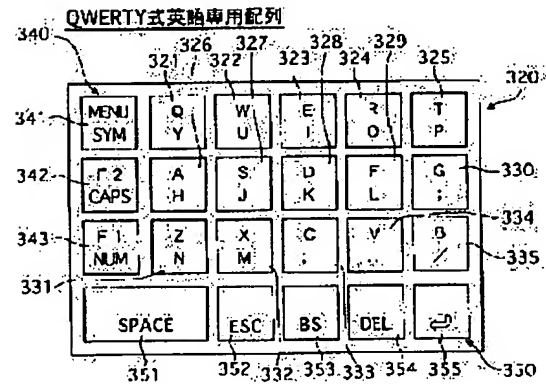 QWERTY式英語専用配列
340 326 327 328 329
321 322 323 324 325
320
MENU SYM Q Y W U E I R O T P
341
F2 CAPS A H S J D K F L G ;
342 330
F1 NUM Z N X M C V B /
343 334 335
331
SPACE ESC BS DEL
351 352 332 353 333 354 355 350